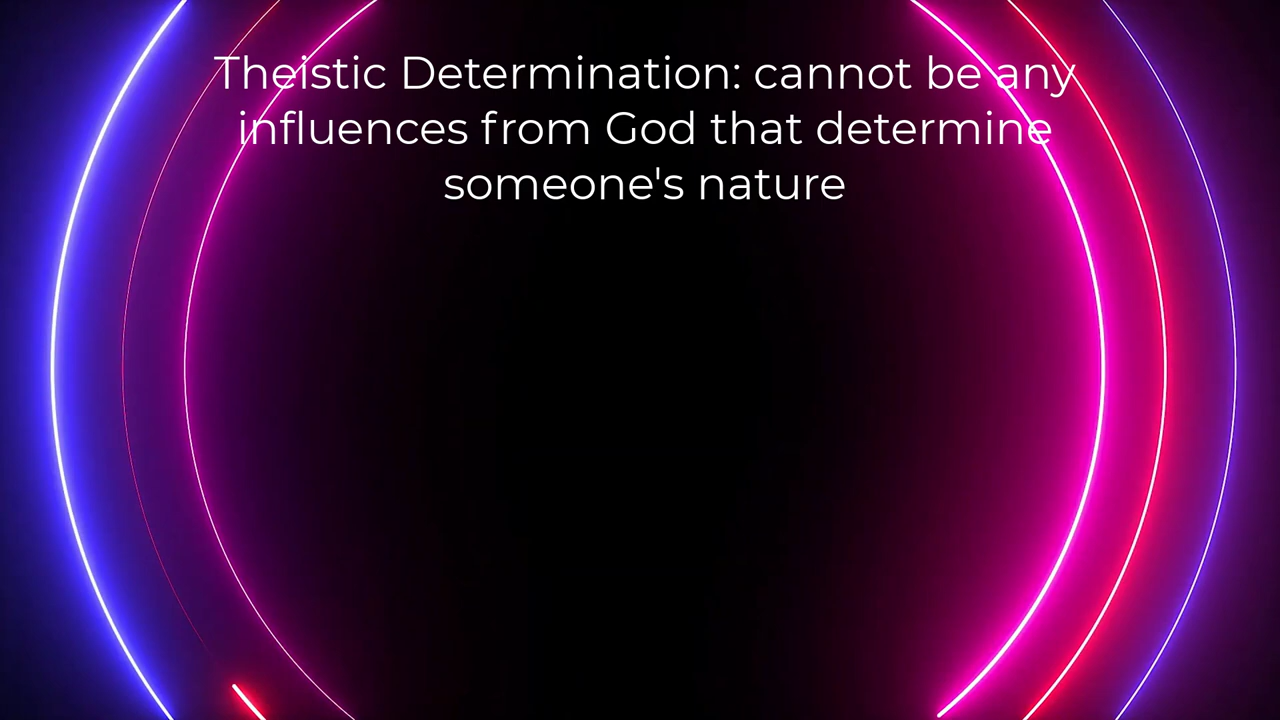 Theistic Determination: cannot be any
influences from God that determine
someone's nature